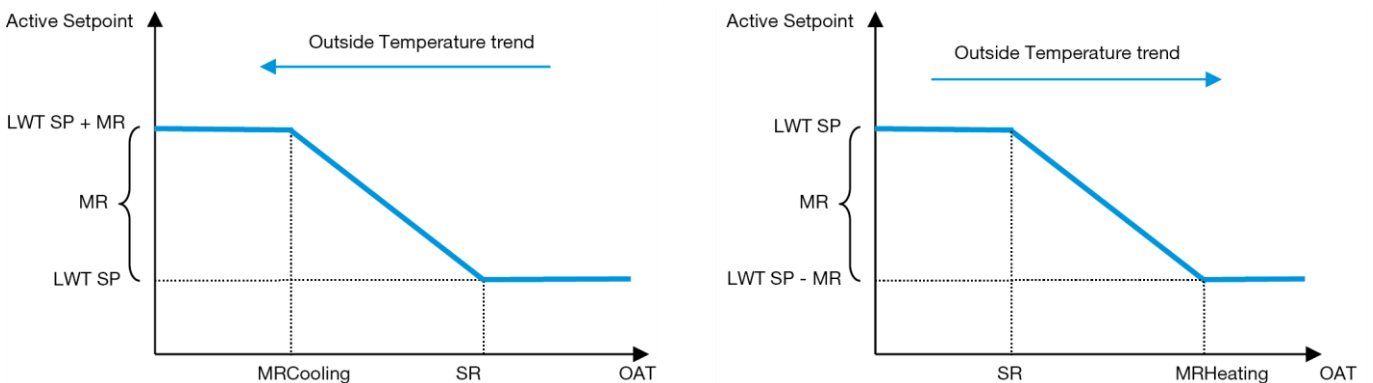 Active Setpoint
Outside Temperature trend
LWT SP + MR
MR
LWT SP
MRCooling
SR
OAT
Active Setpoint
Outside Temperature trend
LWT SP
MR
LWT SP - MR
SR
MRHeating
OAT